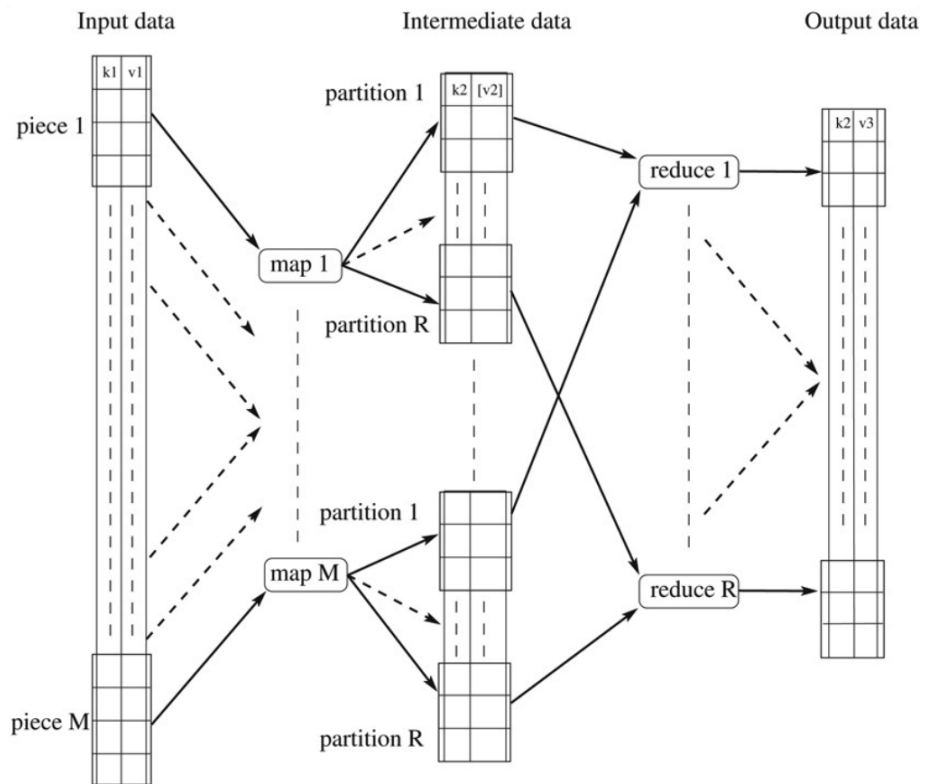 Input data
Intermediate data
Output data
k1 v1
piece 1
partition 1
k2 [v2]
k2 v3
reduce 1
map 1
partition R
partition 1
map M
reduce R
piece M
partition R